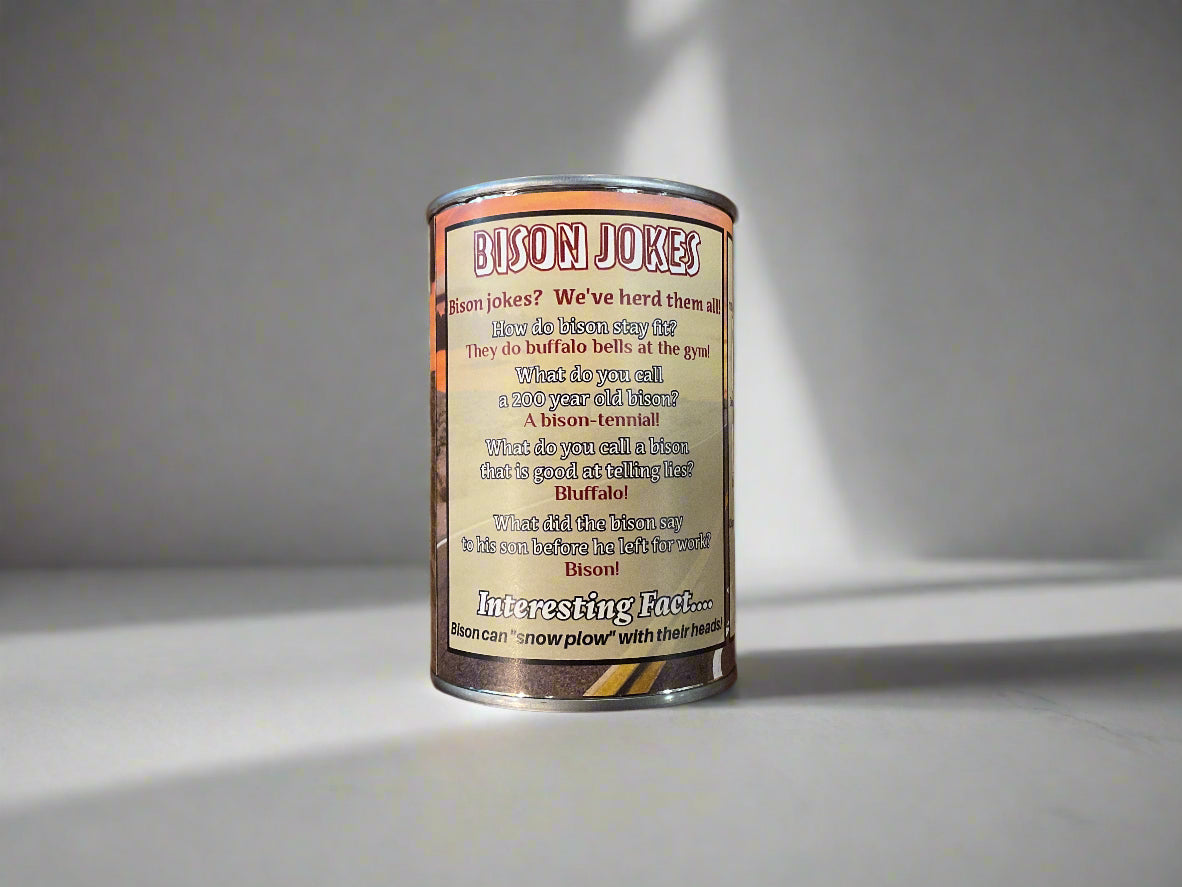 BISON JOKES
Bison jokes? We've herd them all!
How do bison stay fit?
They do buffalo bells at the gym!
What do you call
a 200 year old bison?
A bison-tennial!
What do you call a bison
that is good at telling lies?
Bluffalo!
What did the bison say
to his son before he left for work?
Bison!
Interesting Fact....
Bison can "snow plow" with their heads!